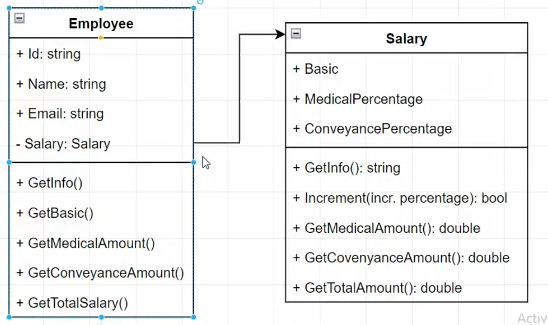 Employee
+ Id: string
+ Name: string
+ Email: string
- Salary: Salary
+ GetInfo()
+ GetBasic()
+ GetMedicalAmount()
+ GetConveyanceAmount()
+ GetTotalSalary()
Salary
+ Basic
+ MedicalPercentage
+ ConveyancePercentage
+ GetInfo(): string
+ Increment(incr. percentage): bool
+ GetMedicalAmount(): double
+ GetCovenyanceAmount(): double
+ GetTotalAmount(): double
Activ